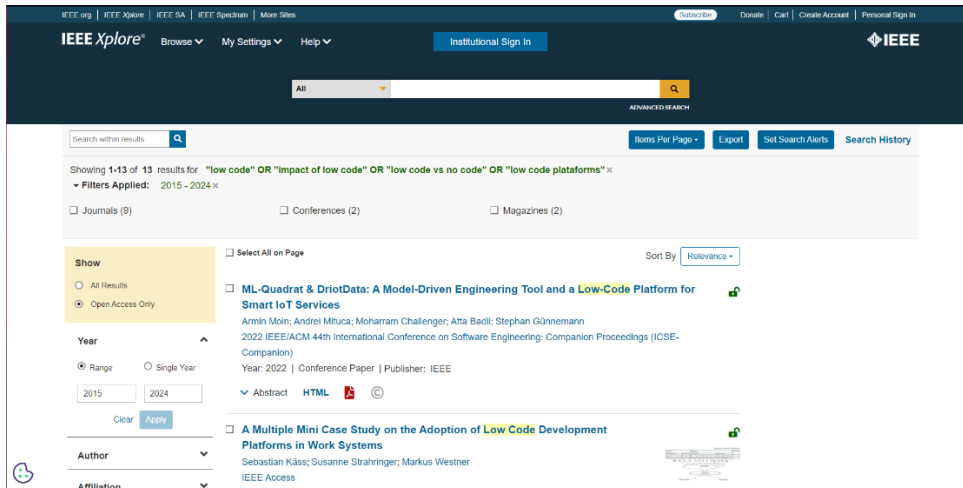 IEEE.org | IEEE Xplore | IEEE SA | IEEE Spectrum | More Sites Subscribe Donate | Cart | Create Account | Personal Sign In
IEEE Xplore® Browse My Settings Help Institutional Sign In IEEE
All
ADVANCED SEARCH
Search within results Items Per Page Export Set Search Alerts Search History
Showing 1-13 of 13 results for "low code" OR "impact of low code" OR "low code vs no code" OR "low code plataforms" ×
Filters Applied: 2015 - 2024 ×
Journals (9) Conferences (2) Magazines (2)
Show
All Results
Open Access Only
Year
Range Single Year
2015 2024
Clear Apply
Author
Affiliation
Select All on Page Sort By Relevance
ML-Quadrat & DriotData: A Model-Driven Engineering Tool and a Low-Code Platform for
Smart IoT Services
Armin Moin; Andrei Mituca; Moharram Challenger; Atta Badii; Stephan Günnemann
2022 IEEE/ACM 44th International Conference on Software Engineering: Companion Proceedings (ICSE-
Companion)
Year: 2022 | Conference Paper | Publisher: IEEE
Abstract HTML ©
A Multiple Mini Case Study on the Adoption of Low Code Development
Platforms in Work Systems
Sebastian Käss; Susanne Strahringer; Markus Westner
IEEE Access